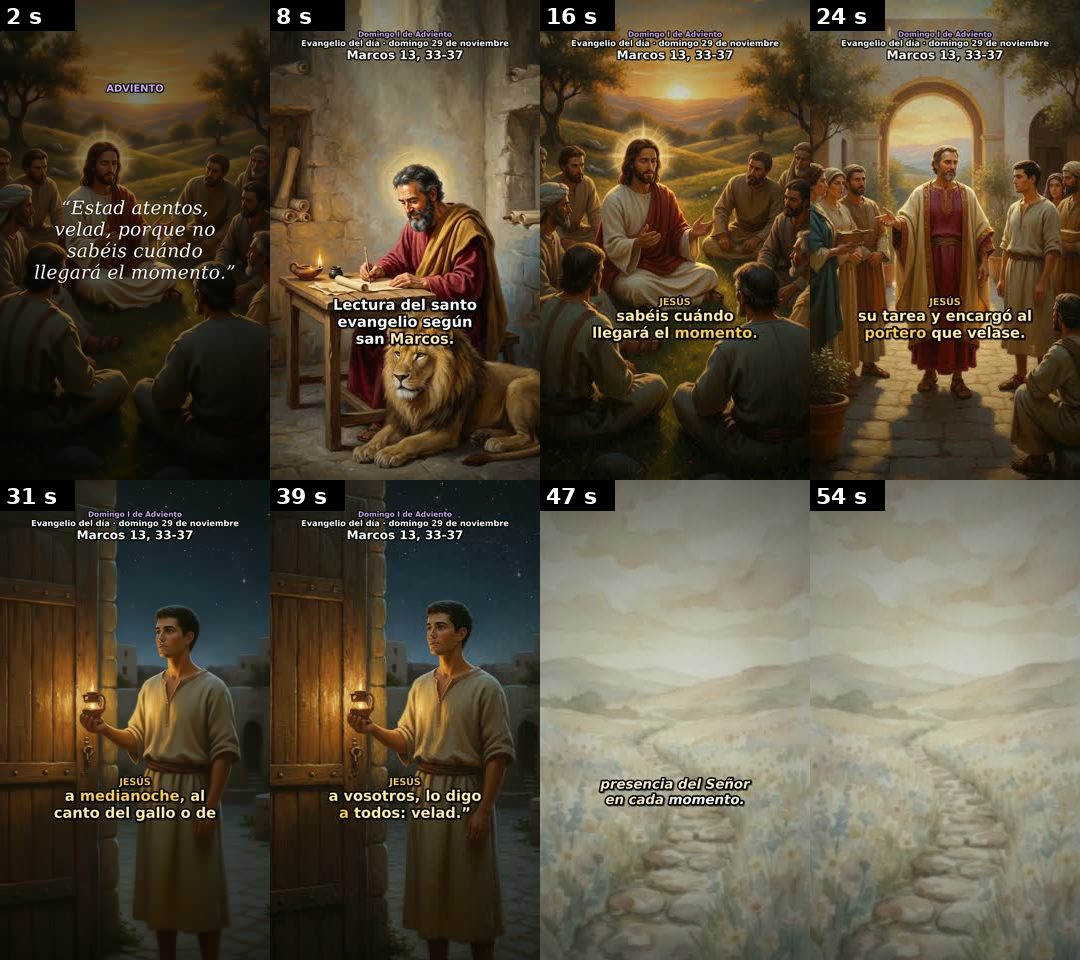 2 s
ADVIENTO
“Estad atentos,
velad, porque no
sabéis cuándo
llegará el momento.”
8 s
Domingo I de Adviento
Evangelio del día · domingo 29 de noviembre
Marcos 13, 33-37
Lectura del santo
evangelio según
san Marcos.
16 s
Domingo I de Adviento
Evangelio del día · domingo 29 de noviembre
Marcos 13, 33-37
JESÚS
sabéis cuándo
llegará el momento.
24 s
Domingo I de Adviento
Evangelio del día · domingo 29 de noviembre
Marcos 13, 33-37
JESÚS
su tarea y encargó al
portero que velase.
31 s
Domingo I de Adviento
Evangelio del día · domingo 29 de noviembre
Marcos 13, 33-37
JESÚS
a medianoche, al
canto del gallo o de
39 s
Domingo I de Adviento
Evangelio del día · domingo 29 de noviembre
Marcos 13, 33-37
JESÚS
a vosotros, lo digo
a todos: velad.”
47 s
presencia del Señor
en cada momento.
54 s